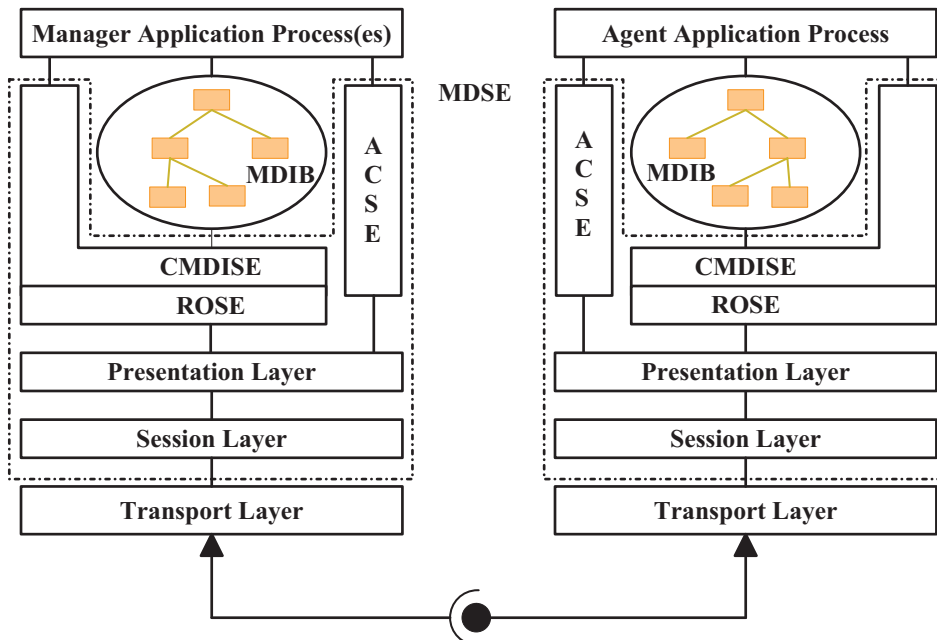 Manager Application Process(es)
Agent Application Process
MDSE
MDIB
A
C
S
E
CMDISE
ROSE
Presentation Layer
Session Layer
Transport Layer
A
C
S
E
MDIB
CMDISE
ROSE
Presentation Layer
Session Layer
Transport Layer